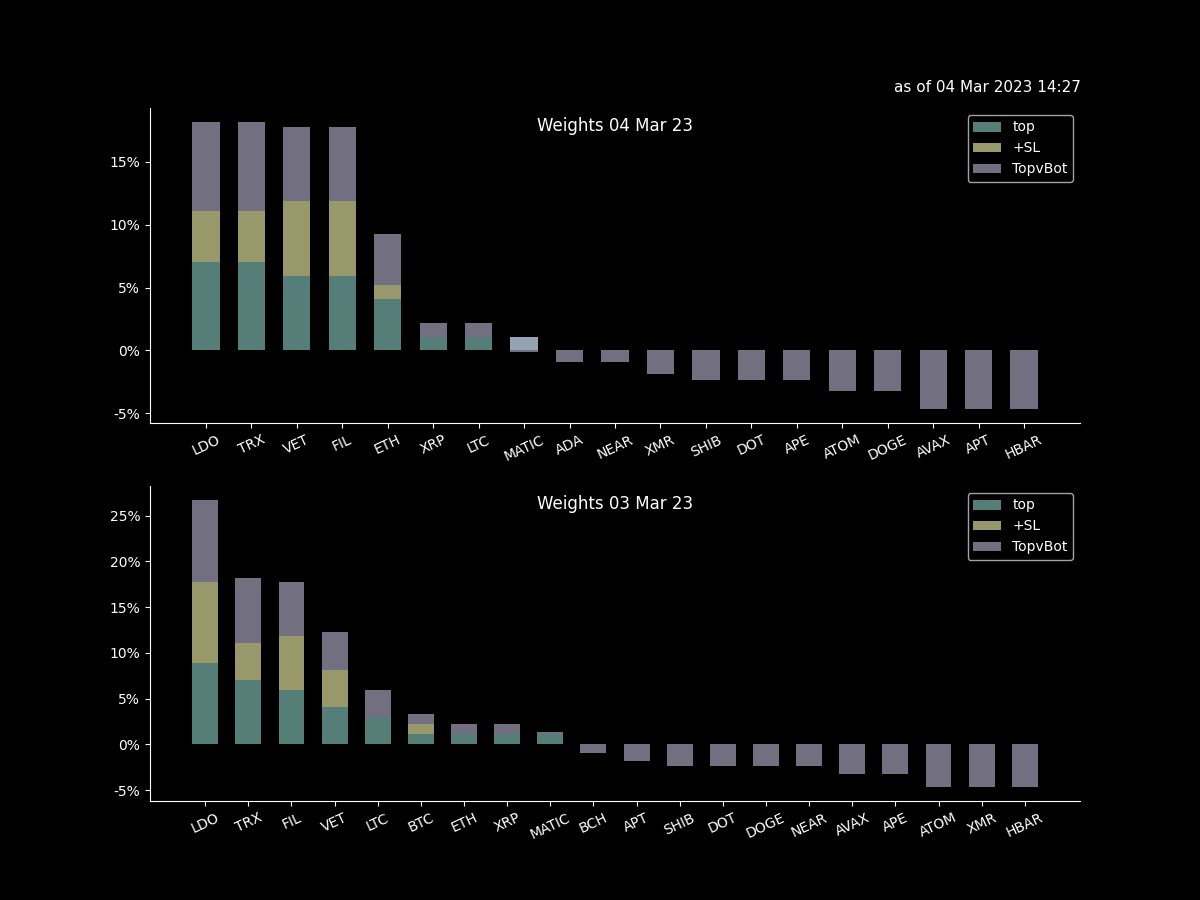 as of 04 Mar 2023 14:27
Weights 04 Mar 23
top
+SL
TopvBot
15%
10%
5%
0%
-5%
LDO TRX VET FIL ETH XRP LTC MATIC ADA NEAR XMR SHIB DOT APE ATOM DOGE AVAX APT HBAR
Weights 03 Mar 23
top
+SL
TopvBot
25%
20%
15%
10%
5%
0%
-5%
LDO TRX FIL VET LTC BTC ETH XRP MATIC BCH APT SHIB DOT DOGE NEAR AVAX APE ATOM XMR HBAR